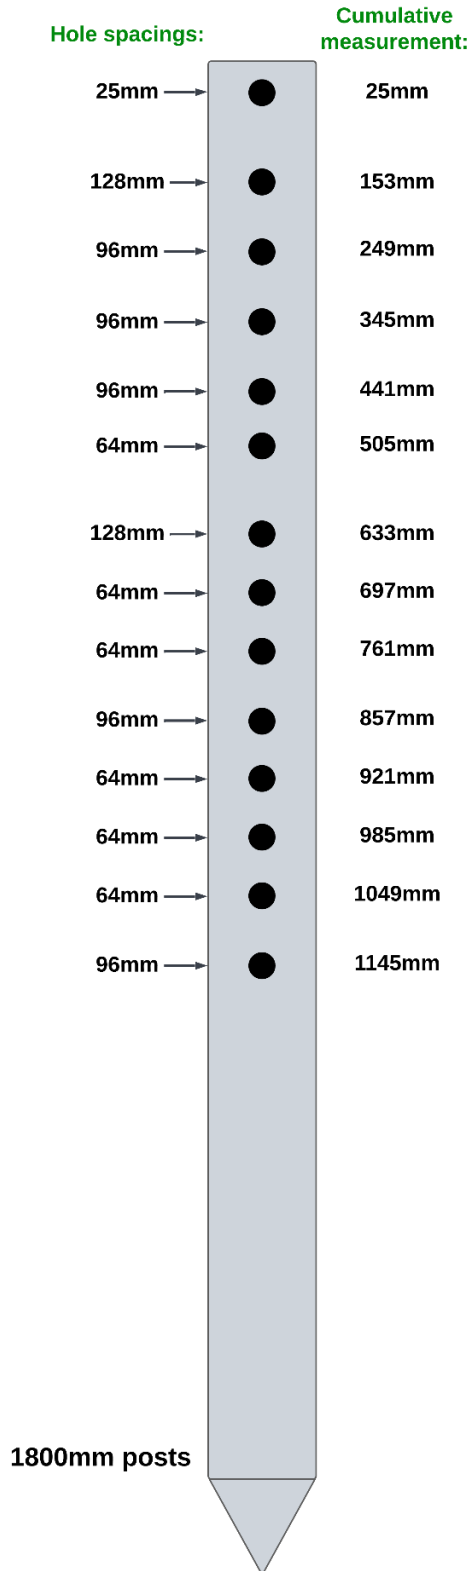 Hole spacings:
Cumulative
measurement:
25mm 25mm
128mm 153mm
96mm 249mm
96mm 345mm
96mm 441mm
64mm 505mm
128mm 633mm
64mm 697mm
64mm 761mm
96mm 857mm
64mm 921mm
64mm 985mm
64mm 1049mm
96mm 1145mm
1800mm posts